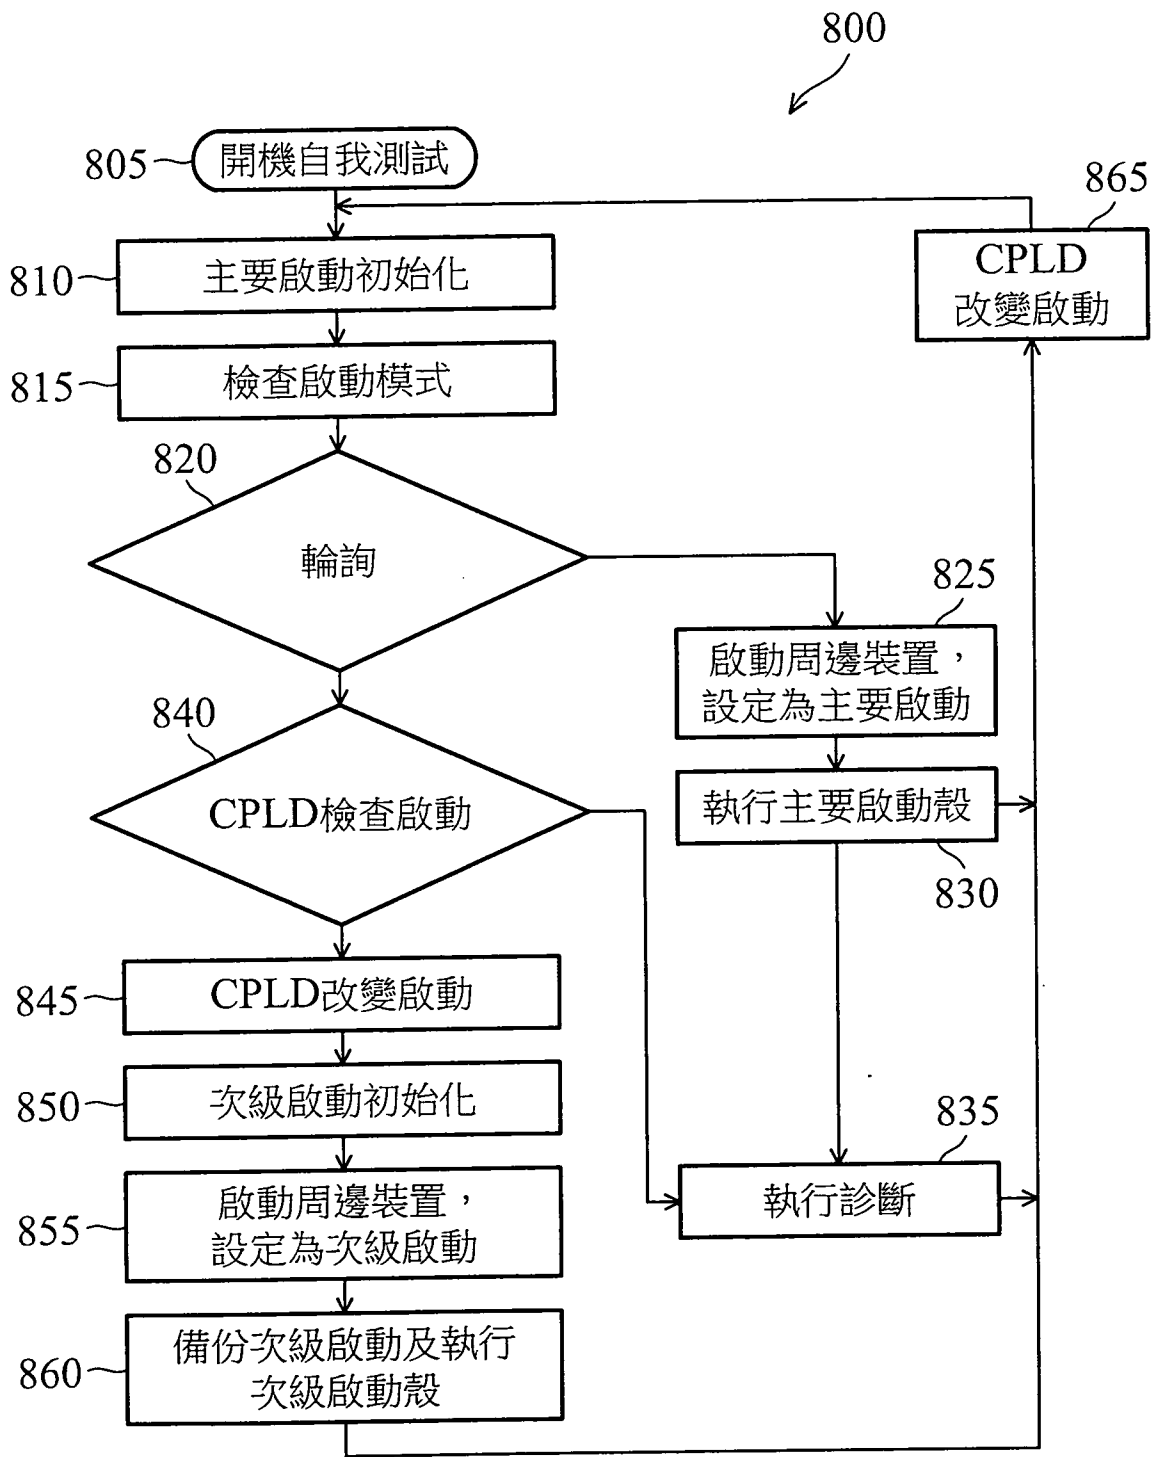 800
805
開機自我測試
865
CPLD
改變啟動
810
主要啟動初始化
815
檢查啟動模式
820
輪詢
825
啟動周邊裝置，
設定為主要啟動
840
CPLD檢查啟動
執行主要啟動殼
830
845
CPLD改變啟動
850
次級啟動初始化
835
執行診斷
855
啟動周邊裝置，
設定為次級啟動
860
備份次級啟動及執行
次級啟動殼